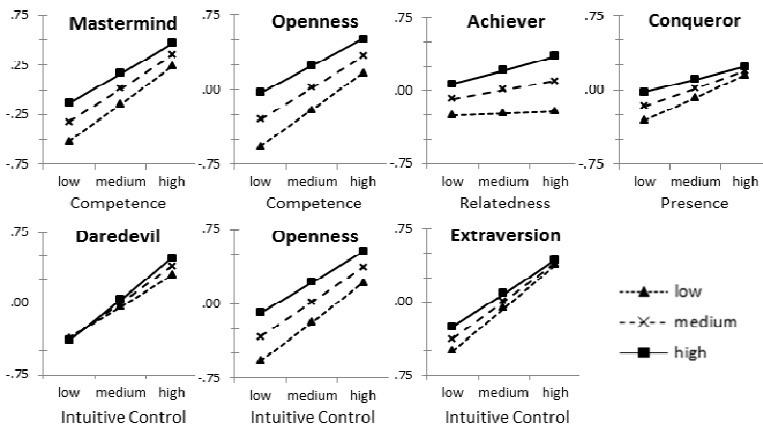 Mastermind
.75
.25
-.25
-.75
low medium high
Competence
Openness
.75
.00
-.75
low medium high
Competence
Achiever
.75
.00
-.75
low medium high
Relatedness
Conqueror
.75
.00
-.75
low medium high
Presence
Daredevil
.75
.00
-.75
low medium high
Intuitive Control
Openness
.75
.00
-.75
low medium high
Intuitive Control
Extraversion
.75
.00
-.75
low medium high
Intuitive Control
low
medium
high